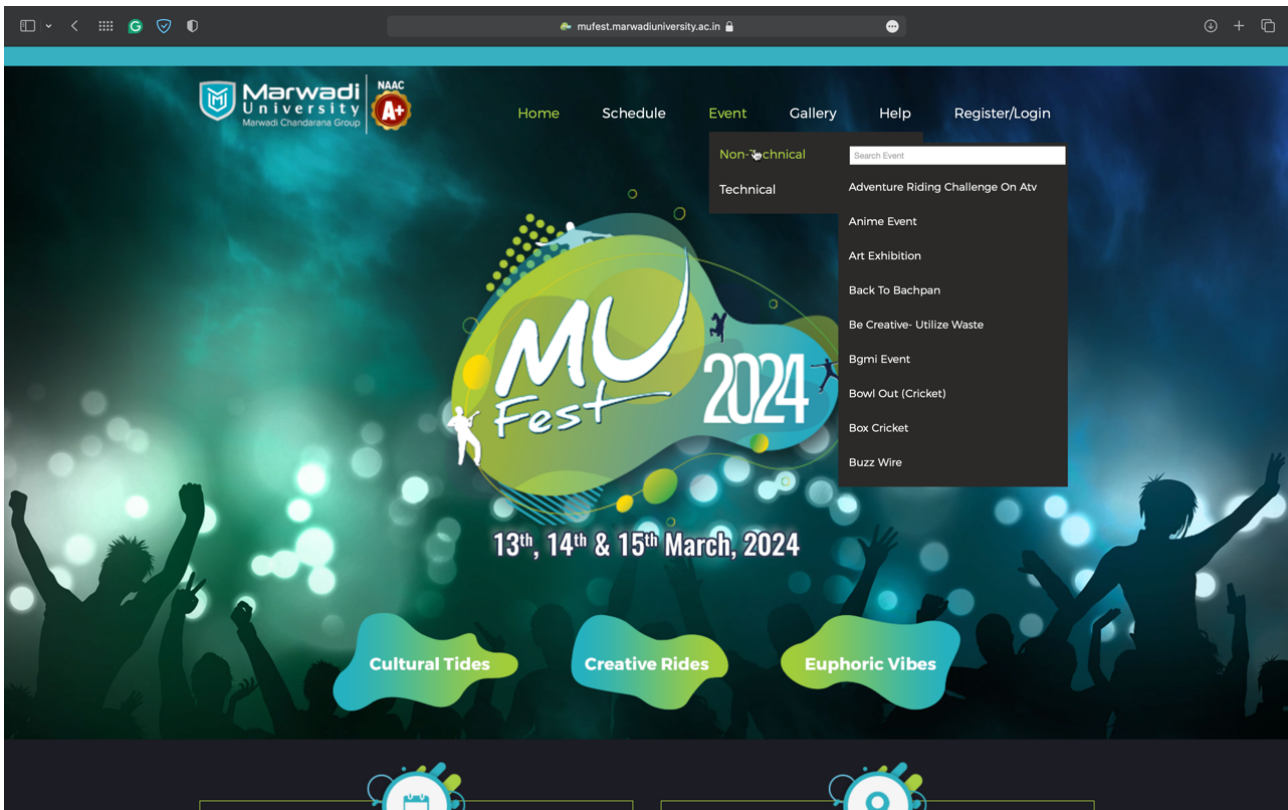 mufest.marwadiuniversity.ac.in
Marwadi
University
Marwadi Chandarana Group
NAAC
A+
Home Schedule Event Gallery Help Register/Login
Non-Technical
Technical
Search Event
Adventure Riding Challenge On Atv
Anime Event
Art Exhibition
Back To Bachpan
Be Creative- Utilize Waste
Bgmi Event
Bowl Out (Cricket)
Box Cricket
Buzz Wire
MU
Fest
2024
13th, 14th & 15th March, 2024
Cultural Tides
Creative Rides
Euphoric Vibes